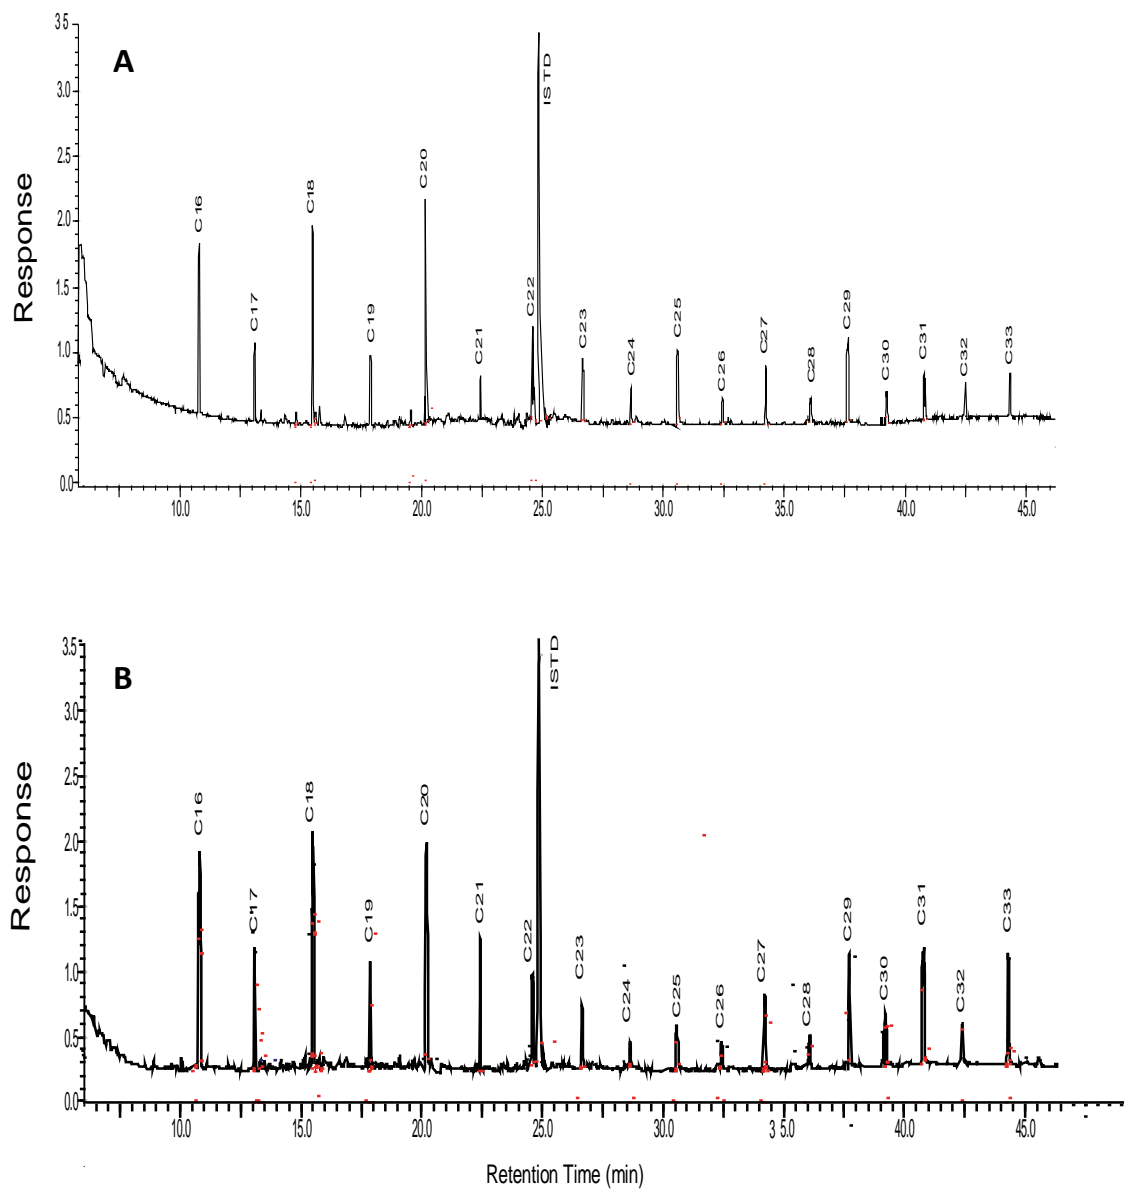 A
Response
3.5
3.0
2.5
2.0
1.5
1.0
0.5
0.0
C16
C17
C18
C19
C20
C21
C22
ISTD
C23
C24
C25
C26
C27
C28
C29
C30
C31
C32
C33
10.0 15.0 20.0 25.0 30.0 35.0 40.0 45.0
B
Response
3.5
3.0
2.5
2.0
1.5
1.0
0.5
0.0
C16
C17
C18
C19
C20
C21
C22
ISTD
C23
C24
C25
C26
C27
C28
C29
C30
C31
C32
C33
10.0 15.0 20.0 25.0 30.0 35.0 40.0 45.0
Retention Time (min)